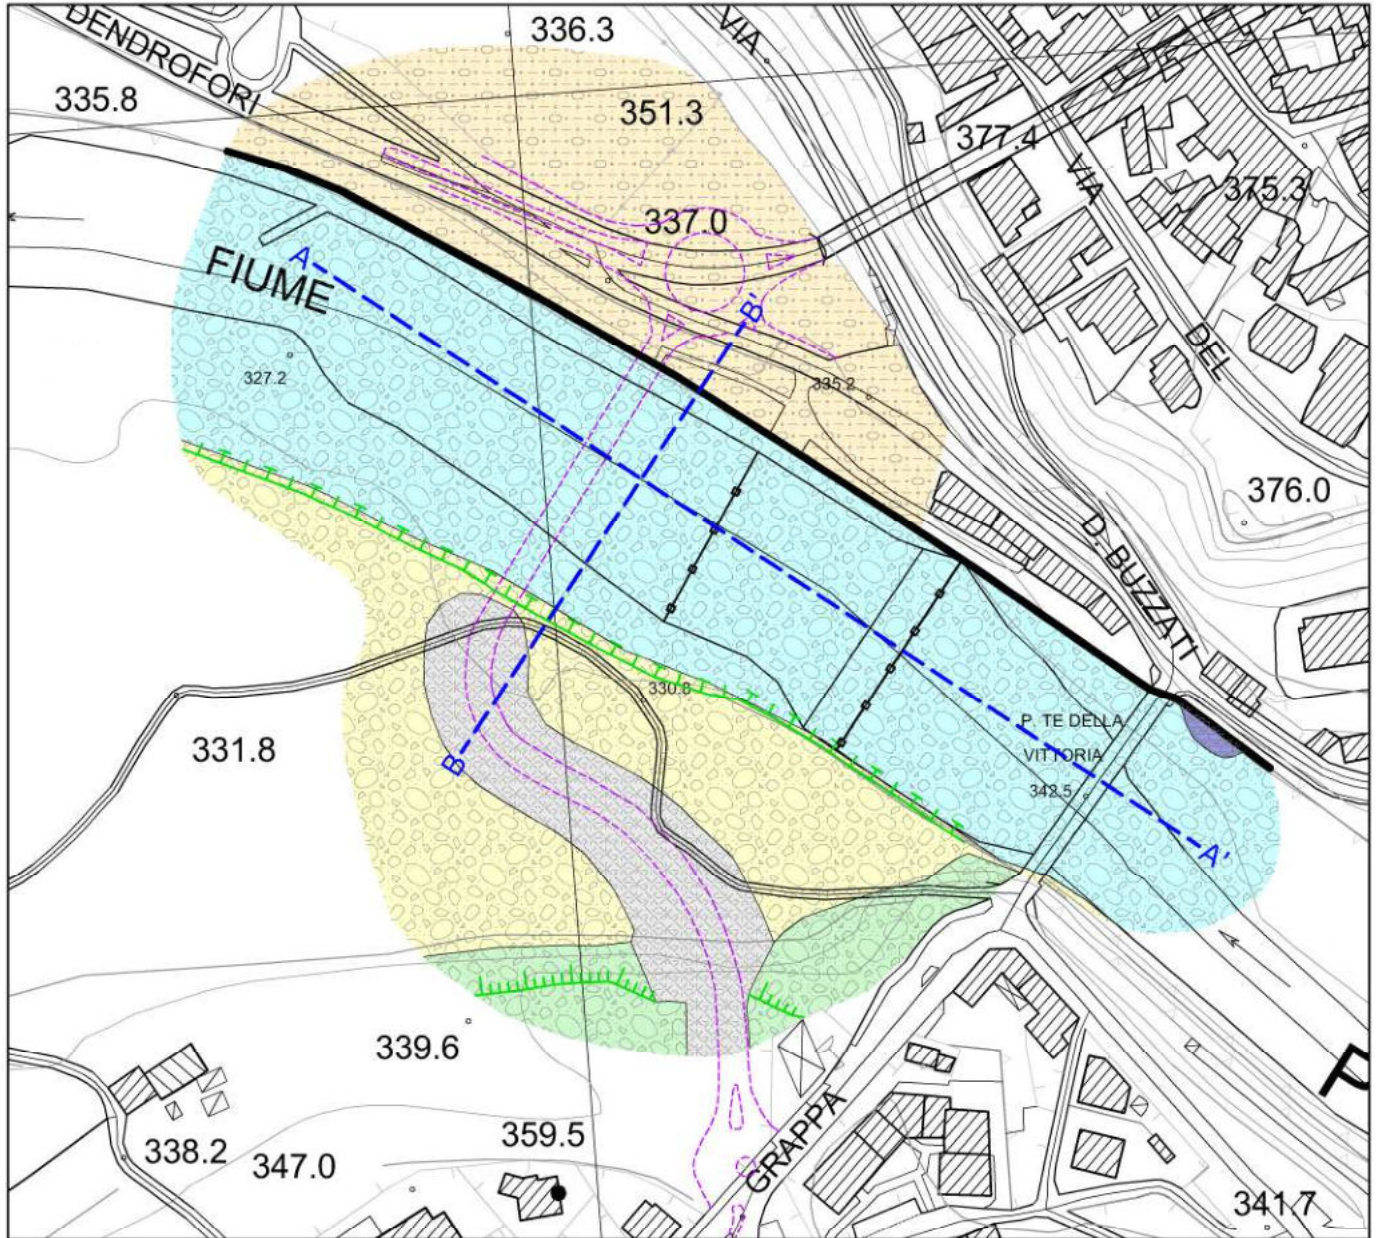 DENDROFORI
336.3
VIA
335.8
351.3
377.4
VIA
375.3
337.0
A
FIUME
B'
DEL
327.2
335.2
376.0
D. BUZZATI
330.8
P. TE DELLA
VITTORIA
331.8
B
342.5
A'
339.6
P
GRAPPA
359.5
338.2
347.0
341.7